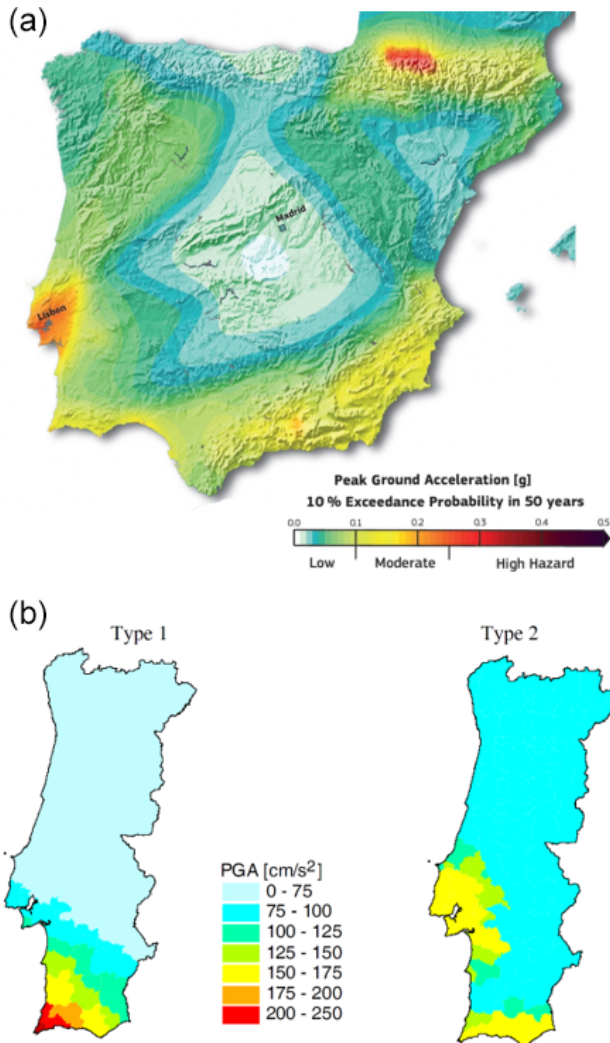 (a)
Madrid
Lisbon
Peak Ground Acceleration [g]
10 % Exceedance Probability in 50 years
0.0 0.1 0.2 0.3 0.4 0.5
Low Moderate High Hazard
(b)
Type 1 Type 2
PGA [cm/s²]
0 - 75
75 - 100
100 - 125
125 - 150
150 - 175
175 - 200
200 - 250